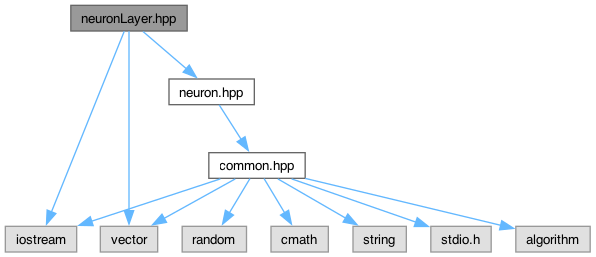 neuronLayer.hpp
neuron.hpp
common.hpp
iostream
vector
random
cmath
string
stdio.h
algorithm